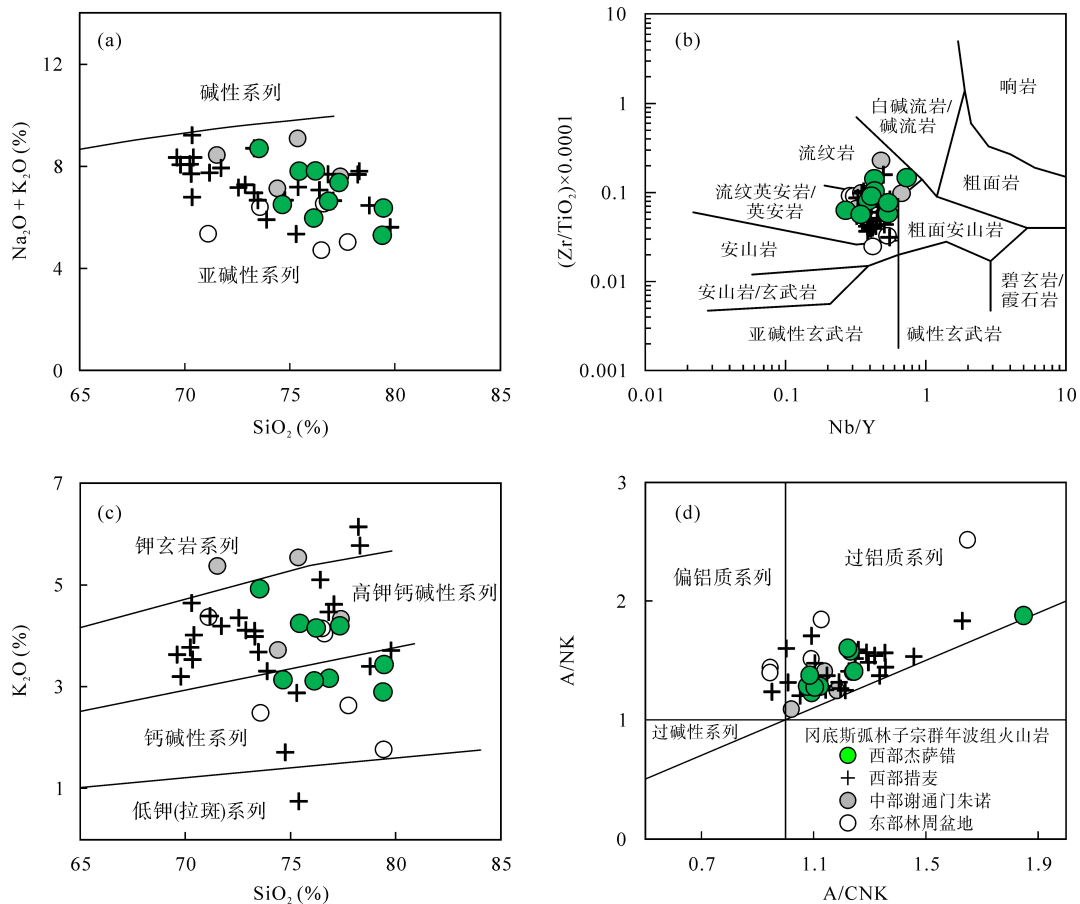 (a)
12
8
4
0
65
70
75
80
85
Na₂O + K₂O (%)
SiO₂ (%)
碱性系列
亚碱性系列
(b)
10
1
0.1
0.01
0.001
0.01
0.1
1
10
(Zr/TiO₂)×0.0001
Nb/Y
响岩
白碱流岩/
碱流岩
流纹岩
粗面岩
流纹英安岩/
英安岩
粗面安山岩
安山岩
碧玄岩/
霞石岩
安山岩/玄武岩
亚碱性玄武岩
碱性玄武岩
(c)
7
5
3
1
65
70
75
80
85
K₂O (%)
SiO₂ (%)
钾玄岩系列
高钾钙碱性系列
钙碱性系列
低钾(拉斑)系列
(d)
3
2
1
0
0.7
1.1
1.5
1.9
A/NK
A/CNK
偏铝质系列
过铝质系列
过碱性系列
冈底斯弧林子宗群年波组火山岩
西部杰萨错
西部措麦
中部谢通门朱诺
东部林周盆地